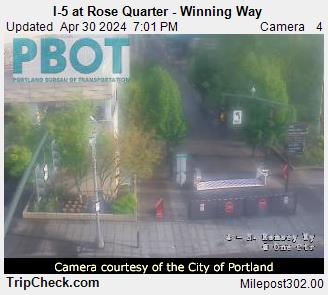 I-5 at Rose Quarter - Winning Way
Updated Apr 30 2024 7:01 PM Camera 4
PBOT
PORTLAND BUREAU OF TRANSPORTATION
Camera courtesy of the City of Portland
TripCheck.com Milepost302.00